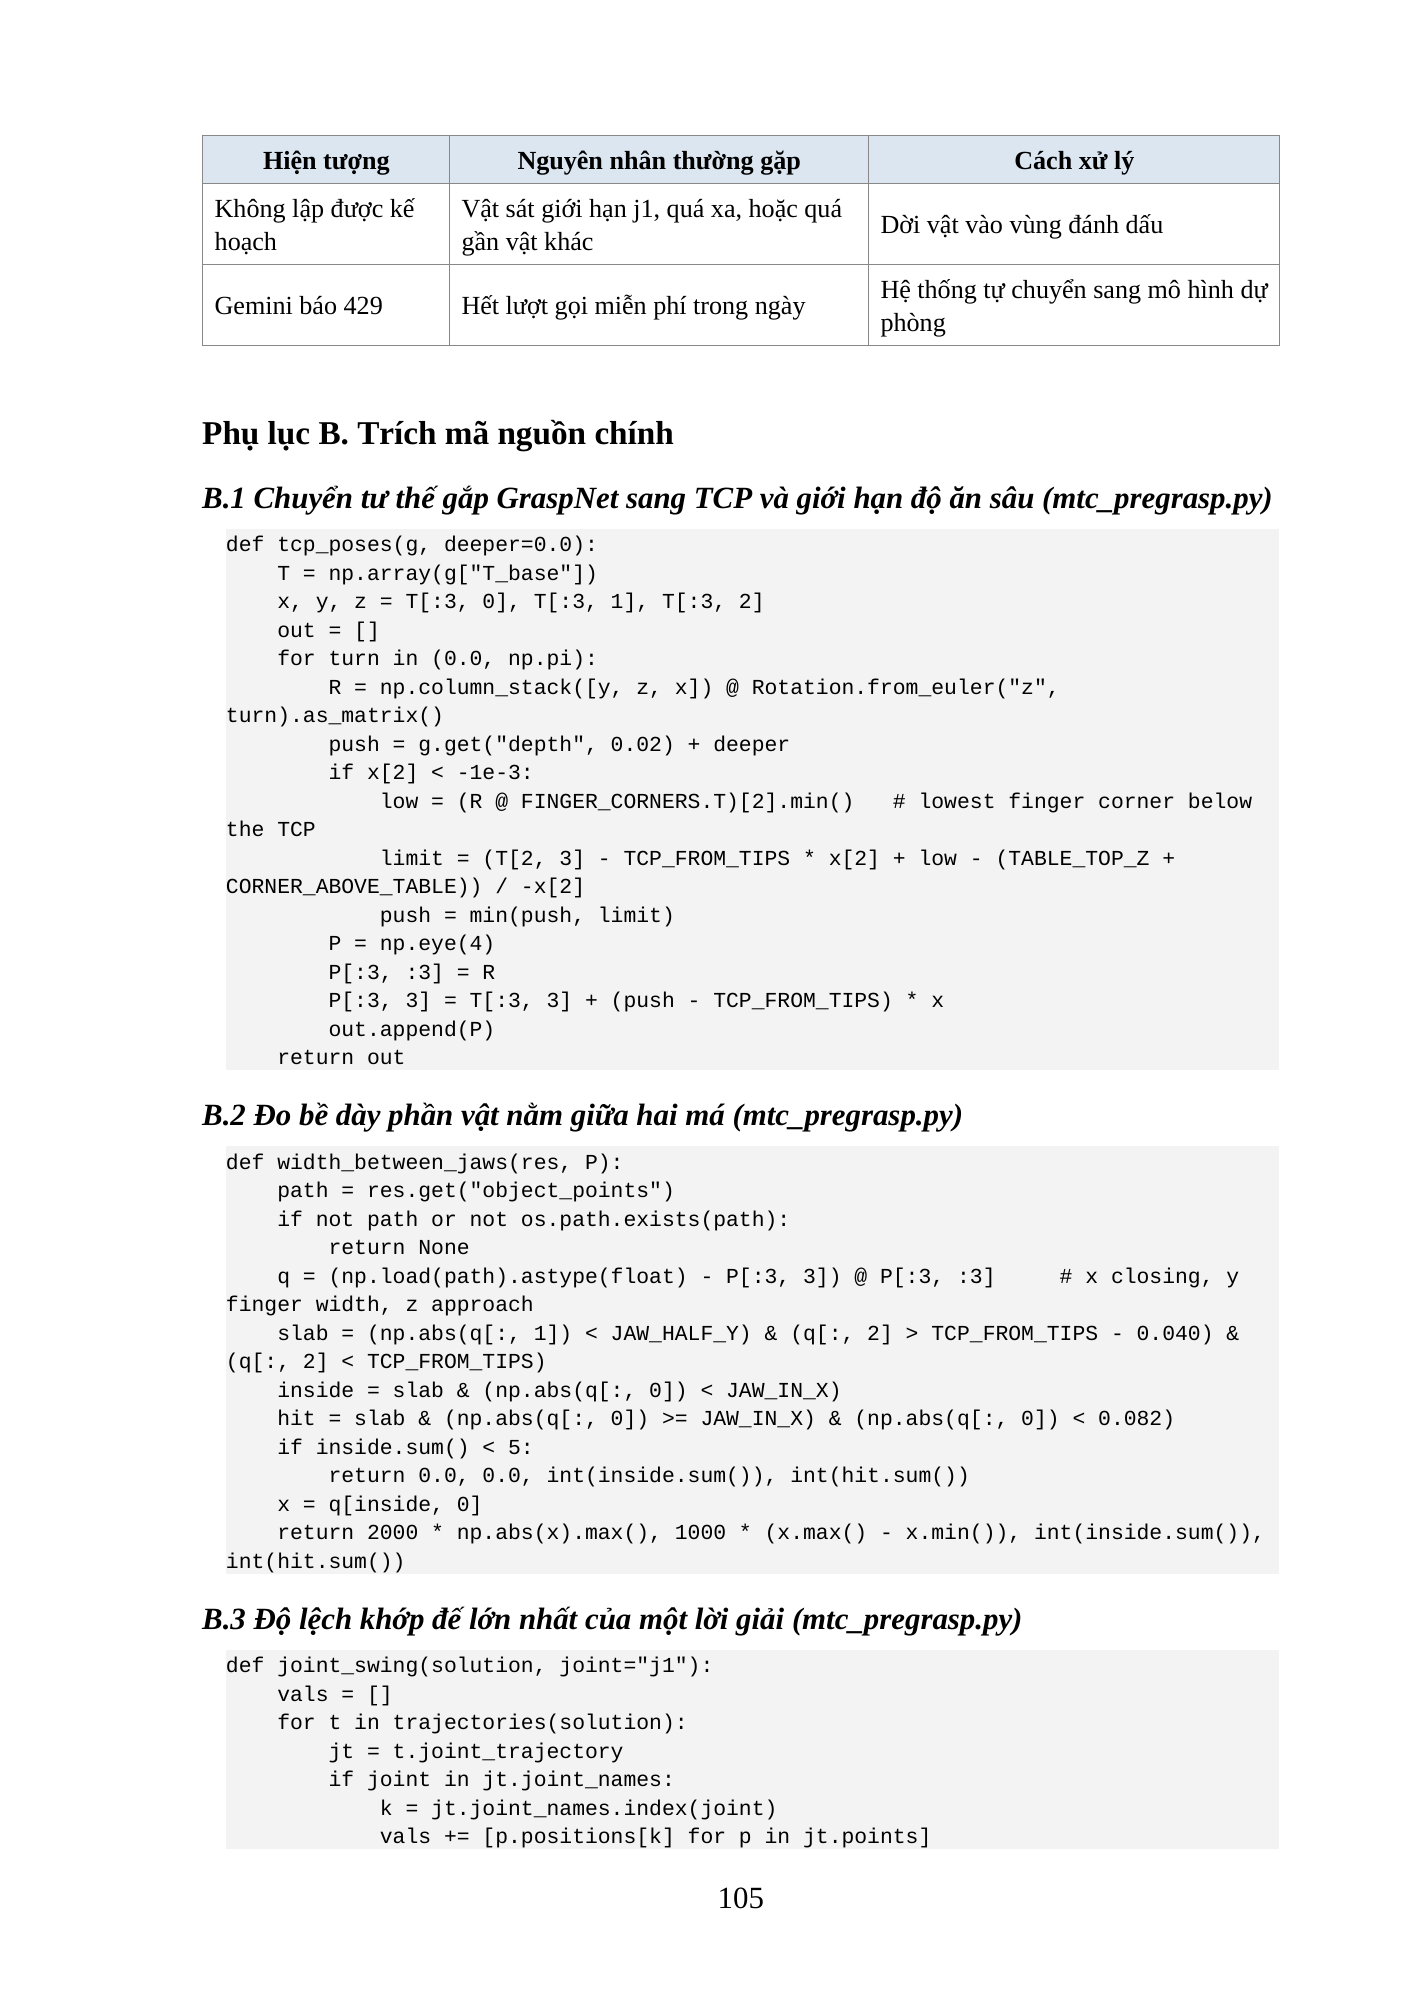 Hiện tượng Nguyên nhân thường gặp Cách xử lý
Không lập được kế hoạch Vật sát giới hạn j1, quá xa, hoặc quá gần vật khác Dời vật vào vùng đánh dấu
Gemini báo 429 Hết lượt gọi miễn phí trong ngày Hệ thống tự chuyển sang mô hình dự phòng
Phụ lục B. Trích mã nguồn chính
B.1 Chuyển tư thế gắp GraspNet sang TCP và giới hạn độ ăn sâu (mtc_pregrasp.py)
def tcp_poses(g, deeper=0.0):
    T = np.array(g["T_base"])
    x, y, z = T[:3, 0], T[:3, 1], T[:3, 2]
    out = []
    for turn in (0.0, np.pi):
        R = np.column_stack([y, z, x]) @ Rotation.from_euler("z",
turn).as_matrix()
        push = g.get("depth", 0.02) + deeper
        if x[2] < -1e-3:
            low = (R @ FINGER_CORNERS.T)[2].min()   # lowest finger corner below
the TCP
            limit = (T[2, 3] - TCP_FROM_TIPS * x[2] + low - (TABLE_TOP_Z +
CORNER_ABOVE_TABLE)) / -x[2]
            push = min(push, limit)
        P = np.eye(4)
        P[:3, :3] = R
        P[:3, 3] = T[:3, 3] + (push - TCP_FROM_TIPS) * x
        out.append(P)
    return out
B.2 Đo bề dày phần vật nằm giữa hai má (mtc_pregrasp.py)
def width_between_jaws(res, P):
    path = res.get("object_points")
    if not path or not os.path.exists(path):
        return None
    q = (np.load(path).astype(float) - P[:3, 3]) @ P[:3, :3]     # x closing, y
finger width, z approach
    slab = (np.abs(q[:, 1]) < JAW_HALF_Y) & (q[:, 2] > TCP_FROM_TIPS - 0.040) &
(q[:, 2] < TCP_FROM_TIPS)
    inside = slab & (np.abs(q[:, 0]) < JAW_IN_X)
    hit = slab & (np.abs(q[:, 0]) >= JAW_IN_X) & (np.abs(q[:, 0]) < 0.082)
    if inside.sum() < 5:
        return 0.0, 0.0, int(inside.sum()), int(hit.sum())
    x = q[inside, 0]
    return 2000 * np.abs(x).max(), 1000 * (x.max() - x.min()), int(inside.sum()),
int(hit.sum())
B.3 Độ lệch khớp đế lớn nhất của một lời giải (mtc_pregrasp.py)
def joint_swing(solution, joint="j1"):
    vals = []
    for t in trajectories(solution):
        jt = t.joint_trajectory
        if joint in jt.joint_names:
            k = jt.joint_names.index(joint)
            vals += [p.positions[k] for p in jt.points]
105